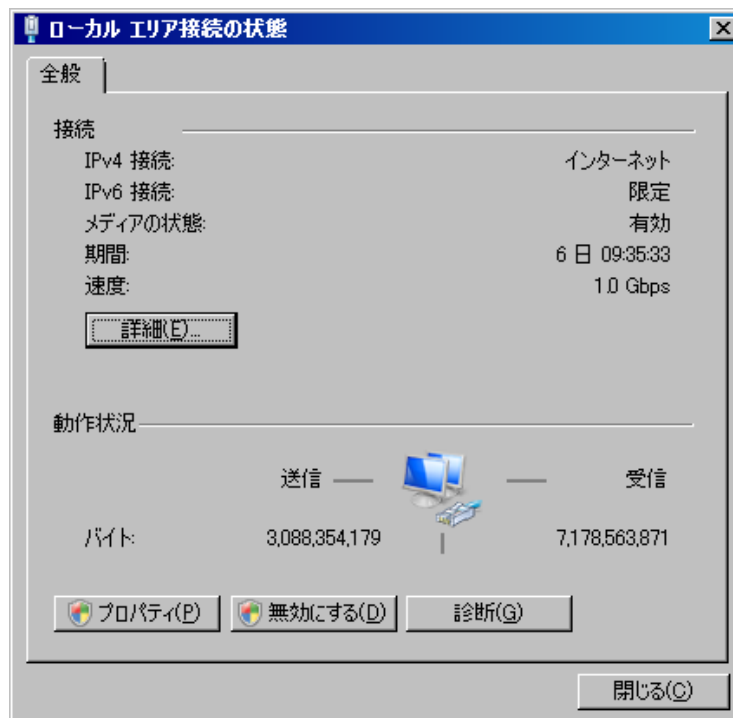 ローカル エリア接続の状態
全般
接続
IPv4 接続: インターネット
IPv6 接続: 限定
メディアの状態: 有効
期間: 6 日 09:35:33
速度: 1.0 Gbps
詳細(E)...
動作状況
送信 受信
バイト: 3,088,354,179 7,178,563,871
プロパティ(P) 無効にする(D) 診断(G)
閉じる(C)